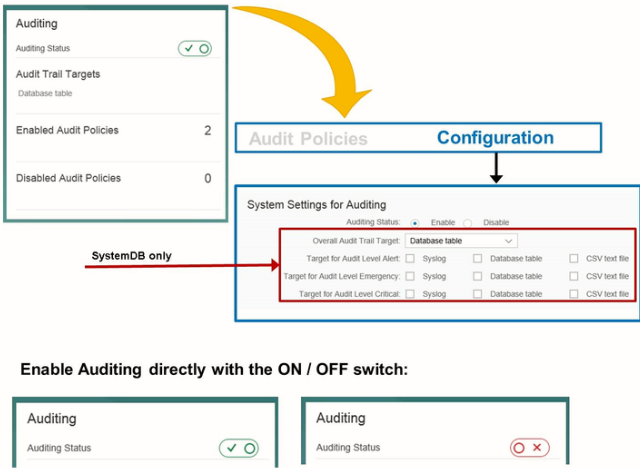 Auditing
Auditing Status
Audit Trail Targets
Database table
Enabled Audit Policies 2
Disabled Audit Policies 0
Audit Policies Configuration
System Settings for Auditing
Auditing Status: Enable Disable
Overall Audit Trail Target: Database table
Target for Audit Level Alert: Syslog Database table CSV text file
Target for Audit Level Emergency: Syslog Database table CSV text file
Target for Audit Level Critical: Syslog Database table CSV text file
SystemDB only
Enable Auditing directly with the ON / OFF switch:
Auditing
Auditing Status
Auditing
Auditing Status